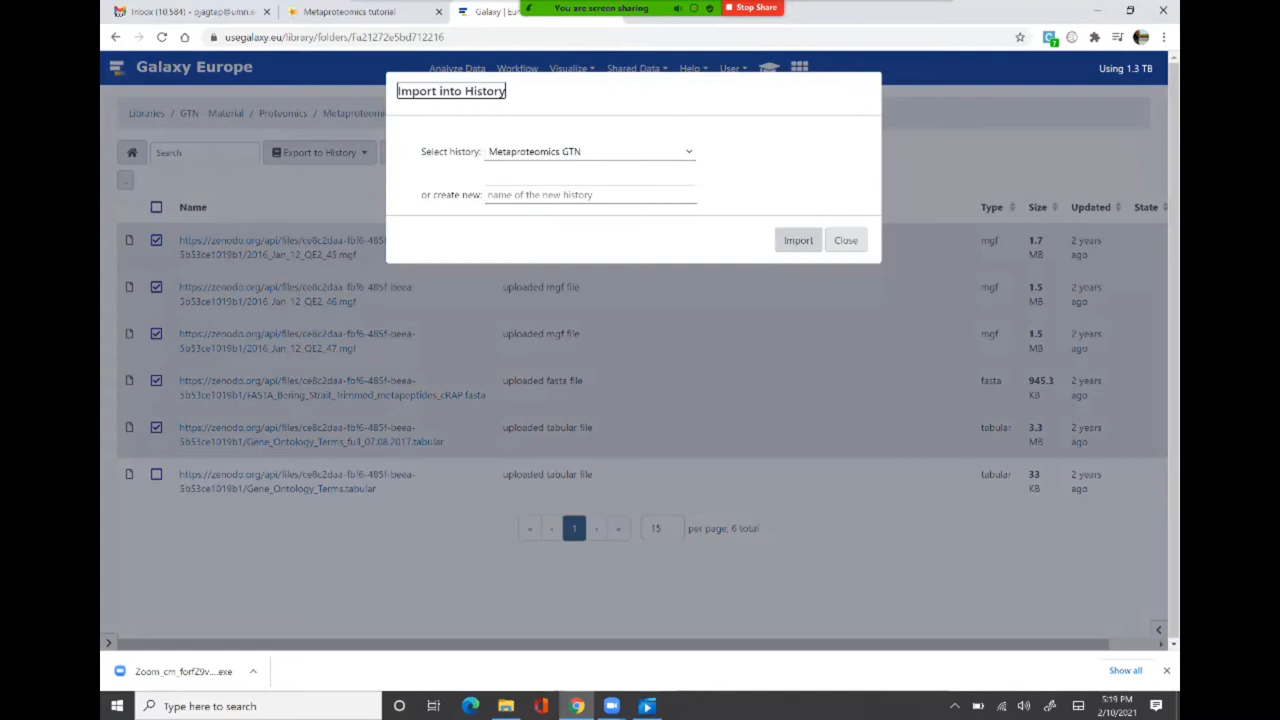 Inbox (10,584) - pjagtap@umn.e
Metaproteomics tutorial
Galaxy | Eu
You are screen sharing
Stop Share
usegalaxy.eu/library/folders/Fa21272e5bd712216
Galaxy Europe
Analyze Data Workflow Visualize Shared Data Help User
Using 1.3 TB
Import into History
Libraries / GTN - Material / Proteomics / Metaproteomi
Search
Export to History
Select history: Metaproteomics GTN
or create new: name of the new history
Import
Close
..
Name
Type Size Updated State
https://zenodo.org/api/files/ce8c2daa-fbf6-485f
5b53ce1019b1/2016_Jan_12_QE2_45.mgf
mgf 1.7 MB 2 years ago
https://zenodo.org/api/files/ce8c2daa-fbf6-485f-beea-
5b53ce1019b1/2016_Jan_12_QE2_46.mgf
uploaded mgf file
mgf 1.5 MB 2 years ago
https://zenodo.org/api/files/ce8c2daa-fbf6-485f-beea-
5b53ce1019b1/2016_Jan_12_QE2_47.mgf
uploaded mgf file
mgf 1.5 MB 2 years ago
https://zenodo.org/api/files/ce8c2daa-fbf6-485f-beea-
5b53ce1019b1/FASTA_Bering_Strait_Trimmed_metapeptides_cRAP.fasta
uploaded fasta file
fasta 945.3 KB 2 years ago
https://zenodo.org/api/files/ce8c2daa-fbf6-485f-beea-
5b53ce1019b1/Gene_Ontology_Terms_full_07.08.2017.tabular
uploaded tabular file
tabular 3.3 MB 2 years ago
https://zenodo.org/api/files/ce8c2daa-fbf6-485f-beea-
5b53ce1019b1/Gene_Ontology_Terms.tabular
uploaded tabular file
tabular 33 KB 2 years ago
« ‹ 1 › » 15 per page, 6 total
Zoom_cm_forfZ9v....exe
Show all
Type here to search
5:19 PM
2/10/2021